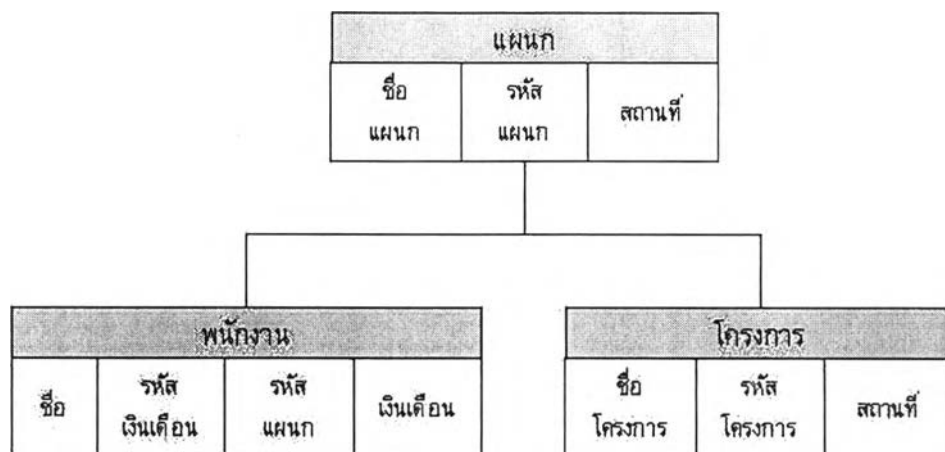 แผนก
ชื่อ
แผนก
รหัส
แผนก
สถานที่
พนักงาน
ชื่อ
รหัส
เงินเดือน
รหัส
แผนก
เงินเดือน
โครงการ
ชื่อ
โครงการ
รหัส
โครงการ
สถานที่